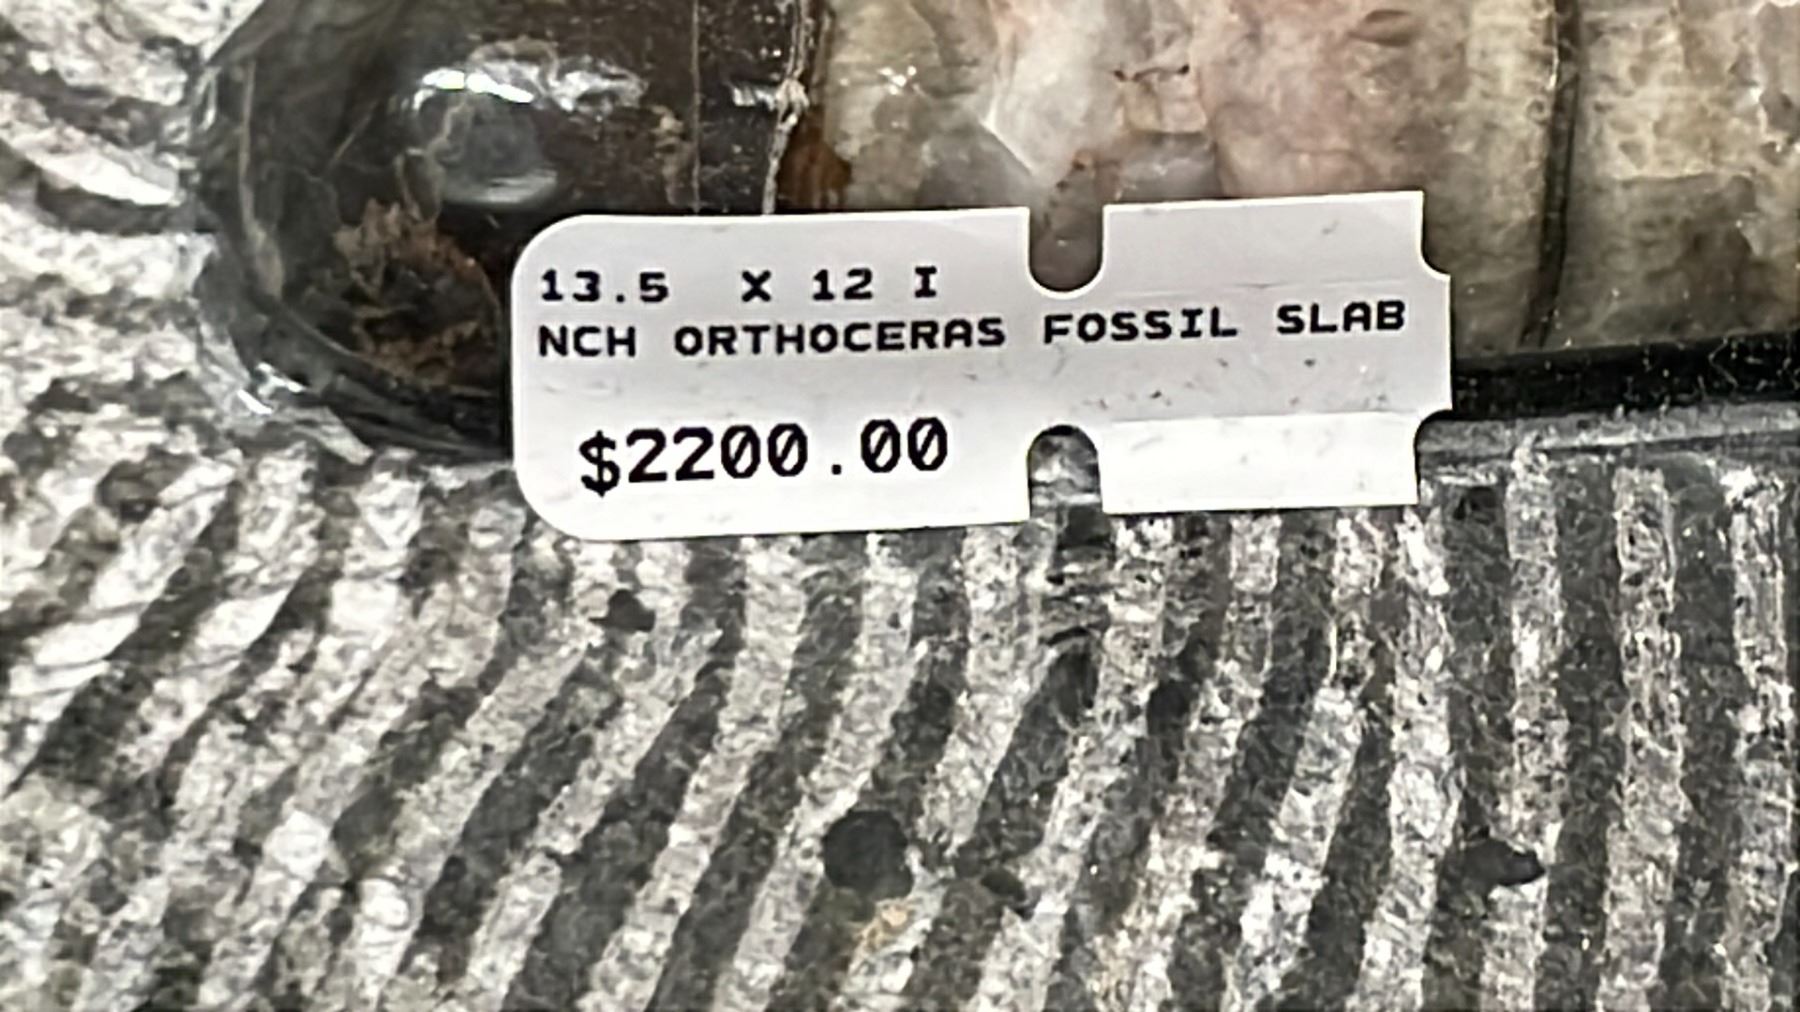 13.5 X 12 I
NCH ORTHOCERAS FOSSIL SLAB
$2200.00